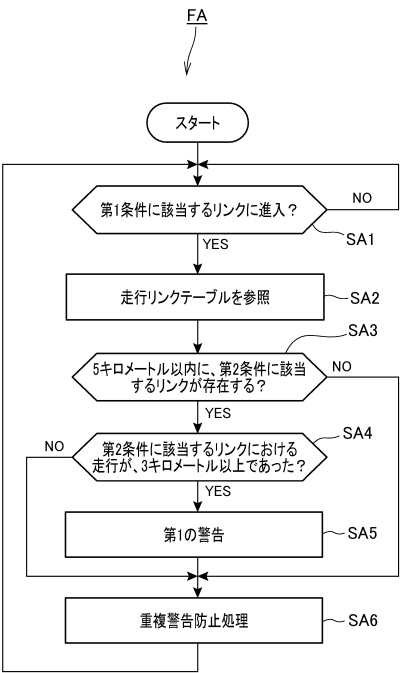 FA
スタート
第1条件に該当するリンクに進入？
NO
SA1
YES
走行リンクテーブルを参照
SA2
SA3
5キロメートル以内に、第2条件に該当
するリンクが存在する？
NO
YES
NO
第2条件に該当するリンクにおける
走行が、3キロメートル以上であった？
SA4
YES
第1の警告
SA5
重複警告防止処理
SA6